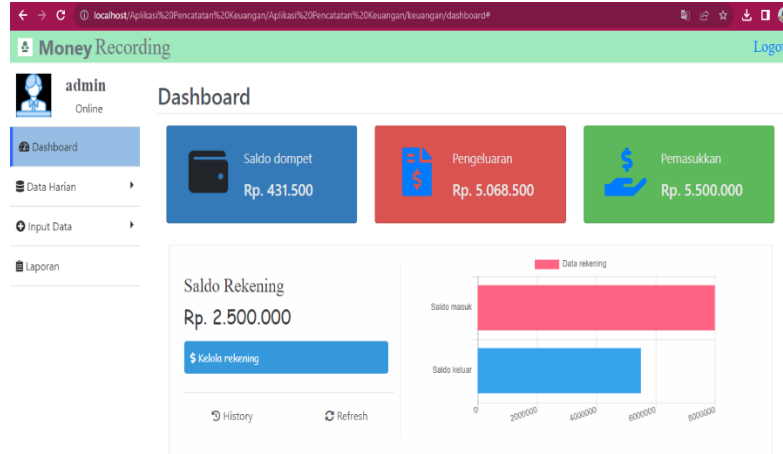 localhost/Aplikasi%20Pencatatan%20Keuangan/Aplikasi%20Pencatatan%20Keuangan/keuangan/dashboard#
Money Recording
Logou
admin
Online
Dashboard
Data Harian
Input Data
Laporan
Dashboard
Saldo dompet
Rp. 431.500
Pengeluaran
Rp. 5.068.500
Pemasukkan
Rp. 5.500.000
Saldo Rekening
Rp. 2.500.000
$ Kelola rekening
History
Refresh
Data rekening
Saldo masuk
Saldo keluar
0 2000000 4000000 6000000 8000000